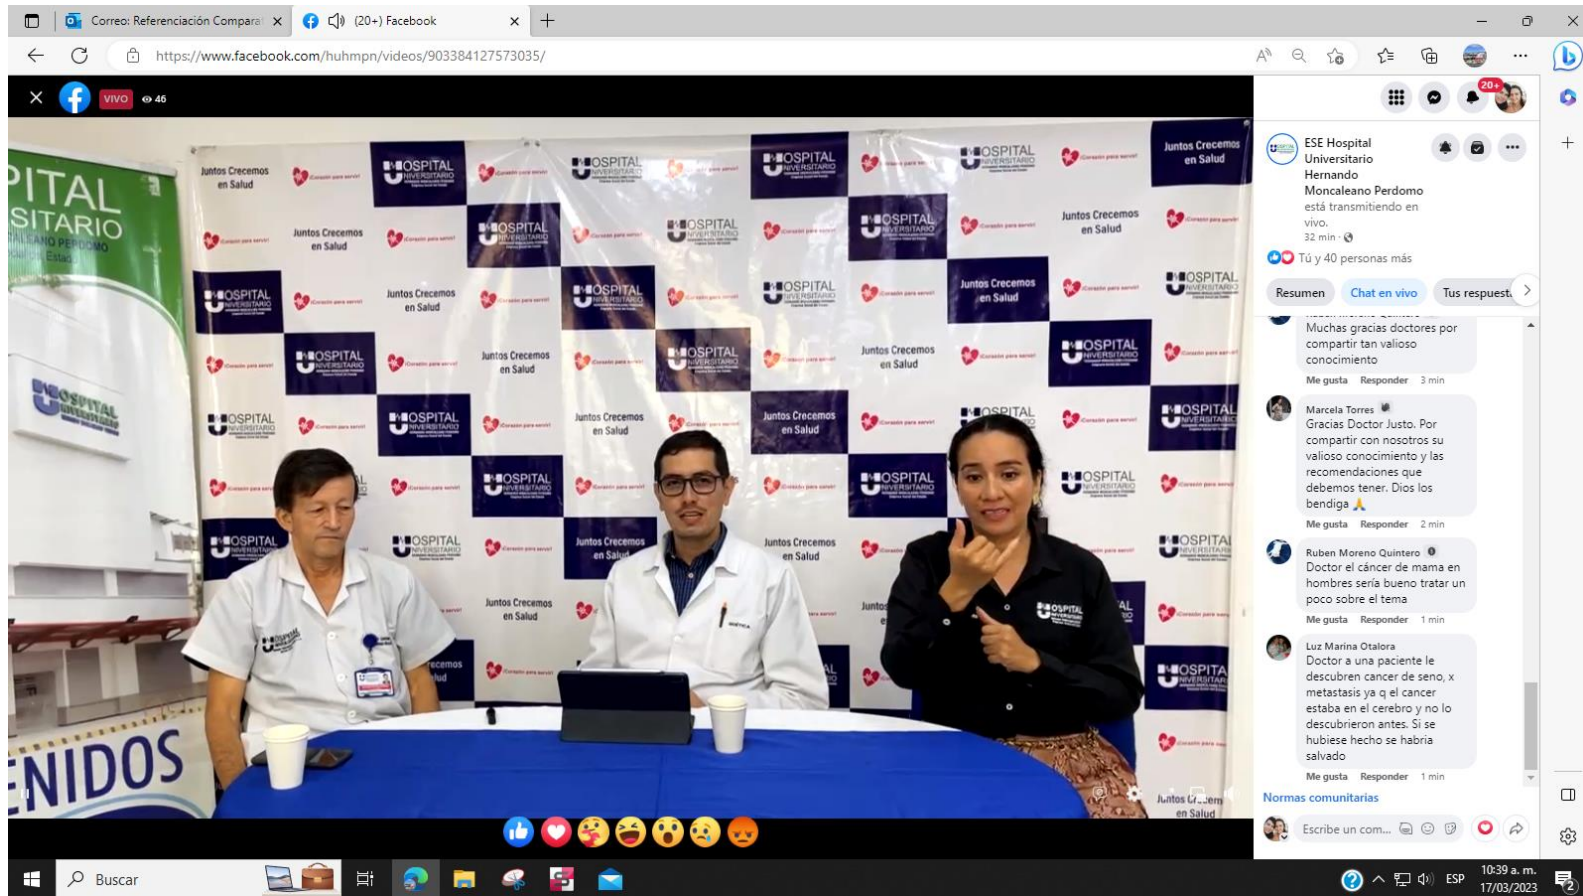 Correo: Referenciación Compara
(20+) Facebook
https://www.facebook.com/huhmpn/videos/903384127573035/
VIVO
46
20+
ESE Hospital
Universitario
Hernando
Moncaleano Perdomo
está transmitiendo en
vivo.
32 min
Tú y 40 personas más
Resumen
Chat en vivo
Tus respuest
Muchas gracias doctores por
compartir tan valioso
conocimiento
Me gusta Responder 3 min
Marcela Torres
Gracias Doctor Justo. Por
compartir con nosotros su
valioso conocimiento y las
recomendaciones que
debemos tener. Dios los
bendiga 🙏
Me gusta Responder 2 min
Ruben Moreno Quintero
Doctor el cáncer de mama en
hombres sería bueno tratar un
poco sobre el tema
Me gusta Responder 1 min
Luz Marina Otalora
Doctor a una paciente le
descubren cancer de seno, x
metastasis ya q el cancer
estaba en el cerebro y no lo
descubrieron antes. Si se
hubiese hecho se habria
salvado
Me gusta Responder 1 min
Normas comunitarias
Escribe un com...
PITAL
SITARIO
CALEANO PERDOMO
ENIDOS
Juntos Crecemos
en Salud
¡Corazón para servir!
HOSPITAL
UNIVERSITARIO
Buscar
ESP
10:39 a. m.
17/03/2023
2